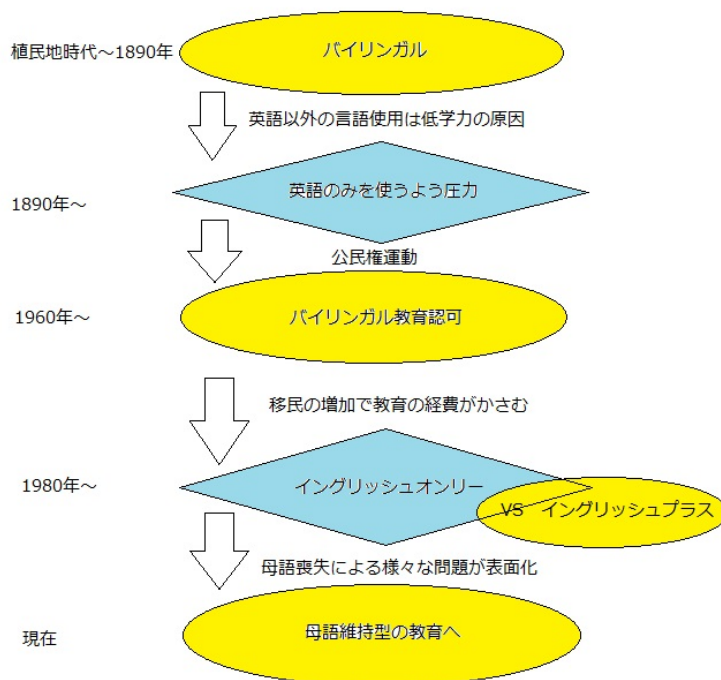 植民地時代～1890年
バイリンガル
英語以外の言語使用は低学力の原因
1890年～
英語のみを使うよう圧力
公民権運動
1960年～
バイリンガル教育認可
移民の増加で教育の経費がかさむ
1980年～
イングリッシュオンリー
VS　イングリッシュプラス
母語喪失による様々な問題が表面化
現在
母語維持型の教育へ